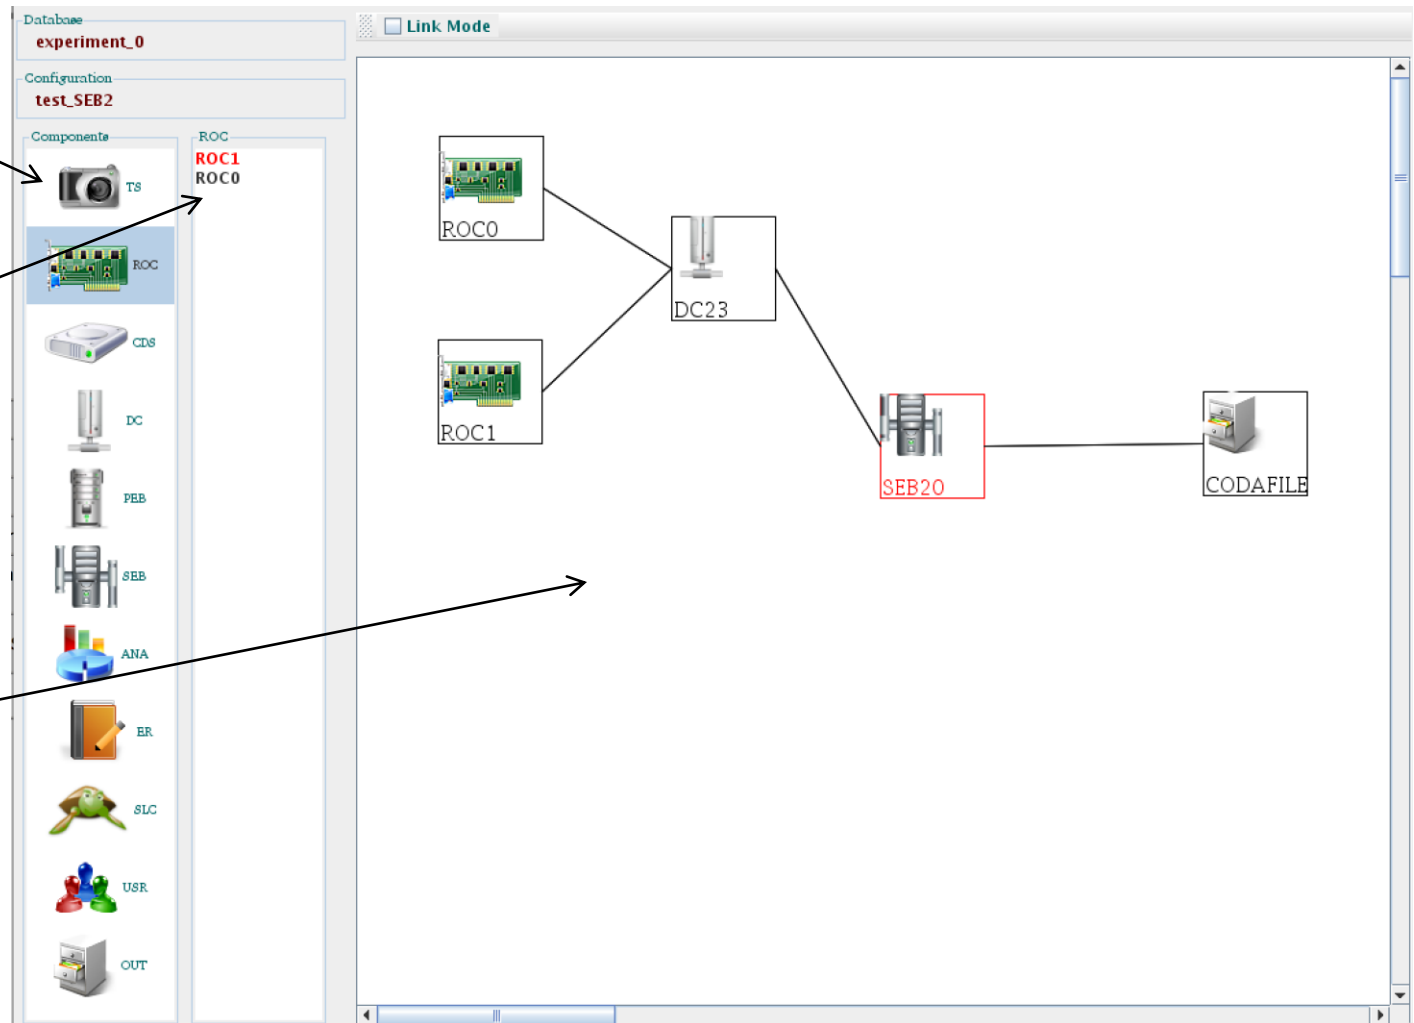 Database
experiment_0
Link Mode
Configuration
test_SEB2
Components
ROC
ROC1
ROC0
TS
ROC
CDS
DC
PEB
SEB
ANA
ER
SLC
USR
OUT
ROC0
DC23
ROC1
SEB20
CODAFILE